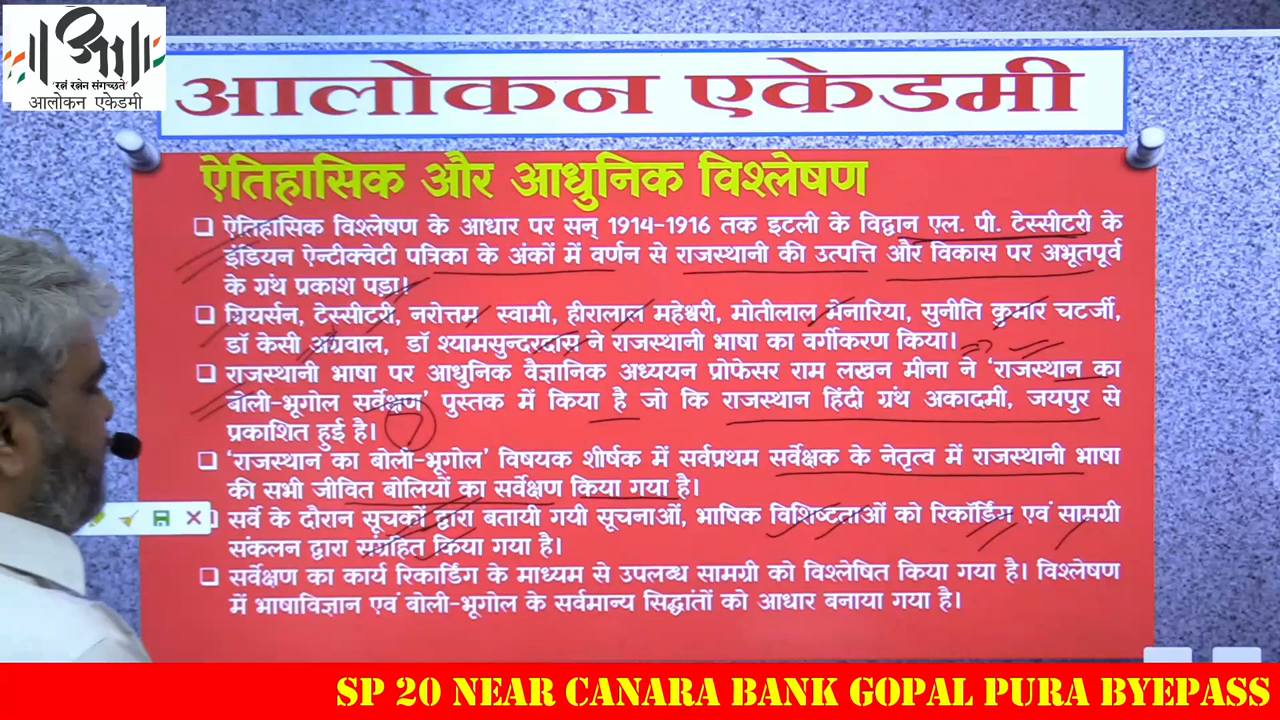 'रत्नं रत्नेन संगच्छते'
आलोकन एकेडमी
आलोकन एकेडमी
ऐतिहासिक और आधुनिक विश्लेषण
ऐतिहासिक विश्लेषण के आधार पर सन् 1914-1916 तक इटली के विद्वान एल. पी. टेस्सीटरी के
इंडियन ऐन्टीक्वेटी पत्रिका के अंकों में वर्णन से राजस्थानी की उत्पत्ति और विकास पर अभूतपूर्व
के ग्रंथ प्रकाश पड़ा।
ग्रियर्सन, टेस्सीटरी, नरोत्तम स्वामी, हीरालाल महेश्वरी, मोतीलाल मेनारिया, सुनीति कुमार चटर्जी,
डॉ केसी अग्रवाल, डॉ श्यामसुन्दरदास ने राजस्थानी भाषा का वर्गीकरण किया।
राजस्थानी भाषा पर आधुनिक वैज्ञानिक अध्ययन प्रोफेसर राम लखन मीना ने 'राजस्थान का
बोली-भूगोल सर्वेक्षण' पुस्तक में किया है जो कि राजस्थान हिंदी ग्रंथ अकादमी, जयपुर से
प्रकाशित हुई है।
'राजस्थान का बोली-भूगोल' विषयक शीर्षक में सर्वप्रथम सर्वेक्षक के नेतृत्व में राजस्थानी भाषा
की सभी जीवित बोलियों का सर्वेक्षण किया गया है।
सर्वे के दौरान सूचकों द्वारा बतायी गयी सूचनाओं, भाषिक विशिष्टताओं को रिकॉर्डिंग एवं सामग्री
संकलन द्वारा संग्रहित किया गया है।
सर्वेक्षण का कार्य रिकार्डिंग के माध्यम से उपलब्ध सामग्री को विश्लेषित किया गया है। विश्लेषण
में भाषाविज्ञान एवं बोली-भूगोल के सर्वमान्य सिद्धांतों को आधार बनाया गया है।
SP 20 NEAR CANARA BANK GOPAL PURA BYEPASS